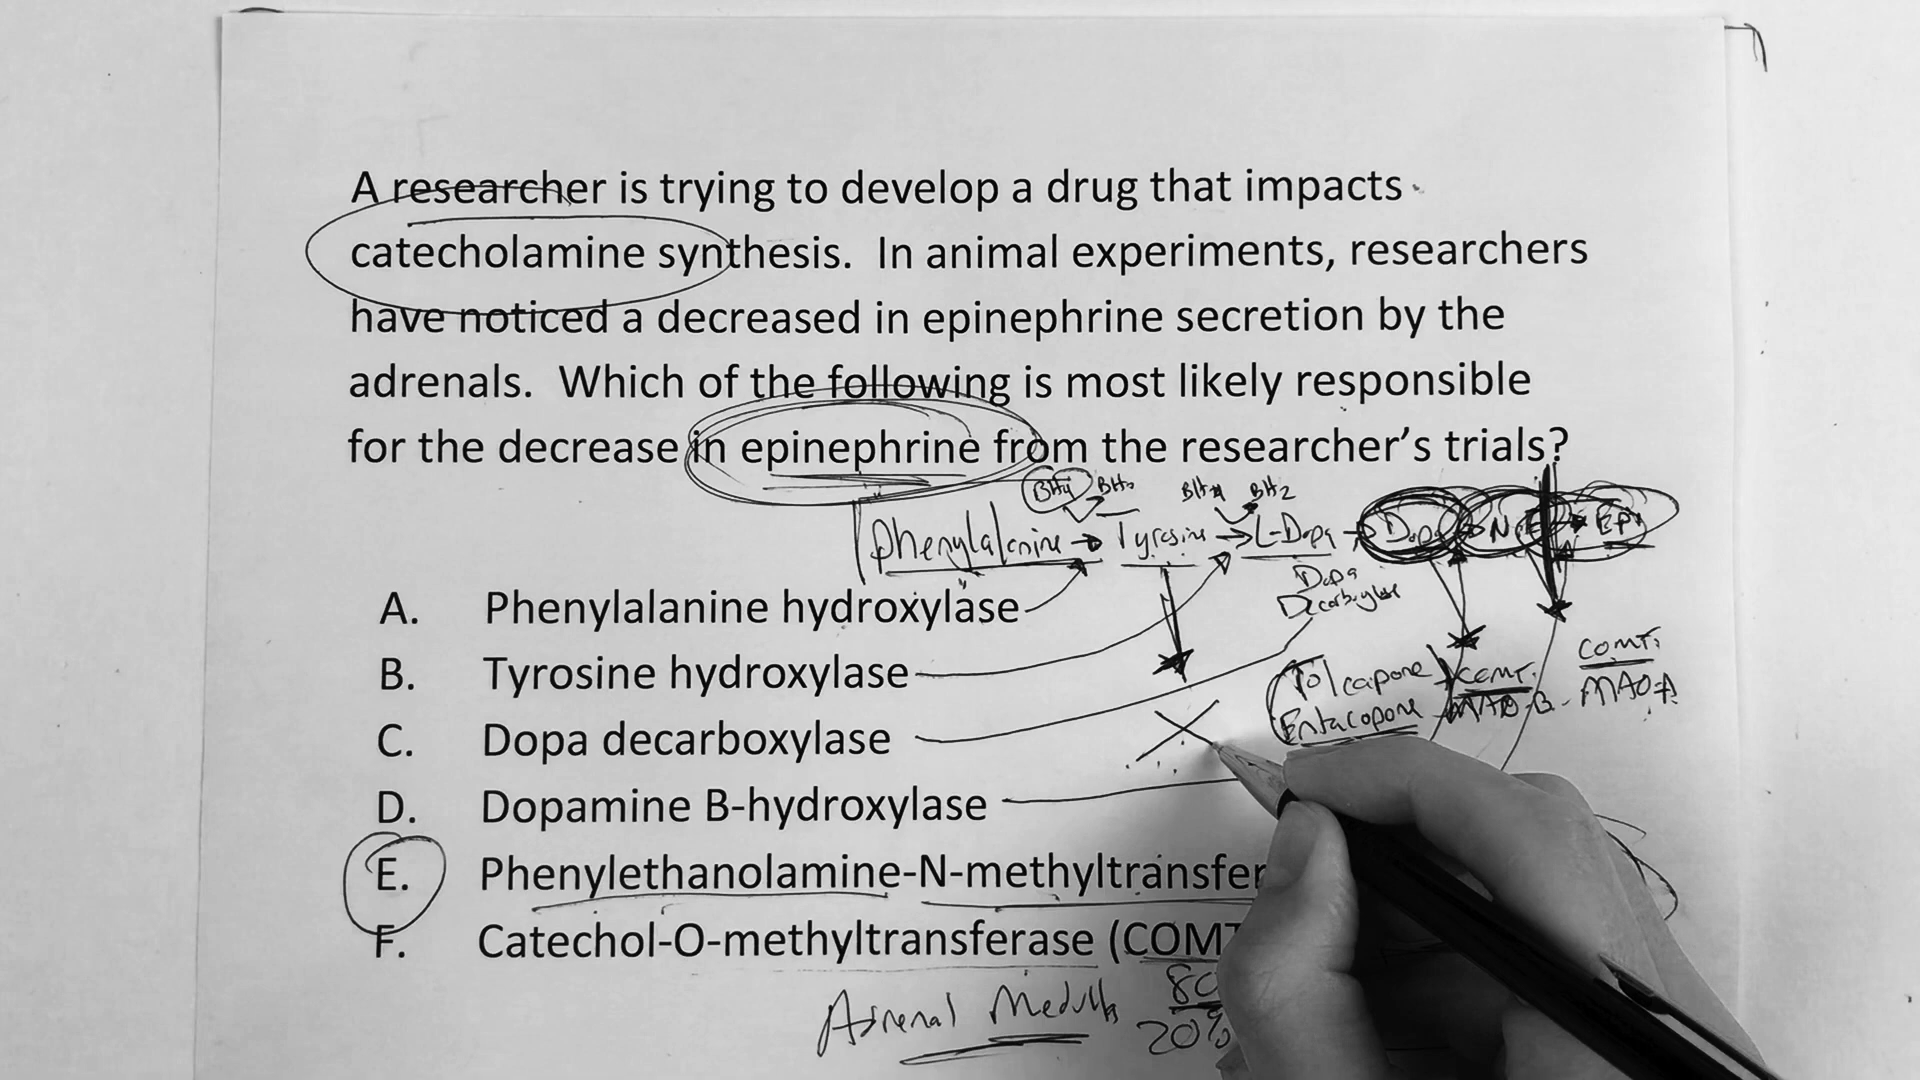 A researcher is trying to develop a drug that impacts
catecholamine synthesis. In animal experiments, researchers
have noticed a decreased in epinephrine secretion by the
adrenals. Which of the following is most likely responsible
for the decrease in epinephrine from the researcher's trials?
BH4 BH2 BH4 BH2
Phenylalanine → Tyrosine → L-Dopa → Dopa → NE → Epi
Dopa
Decarboxylase
A. Phenylalanine hydroxylase
B. Tyrosine hydroxylase
COMT
Tolcapone COMT
Entacopone MAO-B - MAO-A
C. Dopa decarboxylase
D. Dopamine B-hydroxylase
E. Phenylethanolamine-N-methyltransfer
F. Catechol-O-methyltransferase (COMT
Adrenal Medulla 80
20%